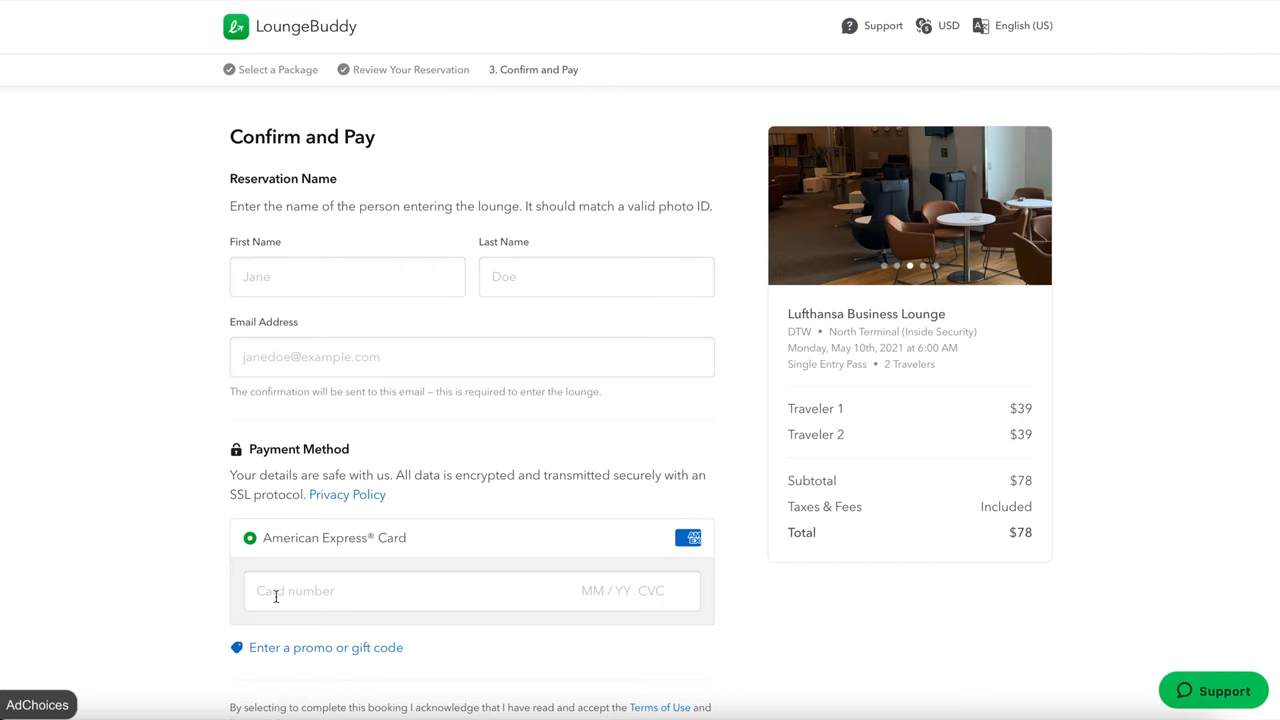 LoungeBuddy
Support
USD
English (US)
Select a Package
Review Your Reservation
3. Confirm and Pay
Confirm and Pay
Reservation Name
Enter the name of the person entering the lounge. It should match a valid photo ID.
First Name
Last Name
Jane
Doe
Email Address
janedoe@example.com
The confirmation will be sent to this email – this is required to enter the lounge.
Payment Method
Your details are safe with us. All data is encrypted and transmitted securely with an
SSL protocol. Privacy Policy
American Express® Card
AM
EX
Card number
MM / YY CVC
Enter a promo or gift code
By selecting to complete this booking I acknowledge that I have read and accept the Terms of Use and
Lufthansa Business Lounge
DTW • North Terminal (Inside Security)
Monday, May 10th, 2021 at 6:00 AM
Single Entry Pass • 2 Travelers
Traveler 1 $39
Traveler 2 $39
Subtotal $78
Taxes & Fees Included
Total $78
Support
AdChoices